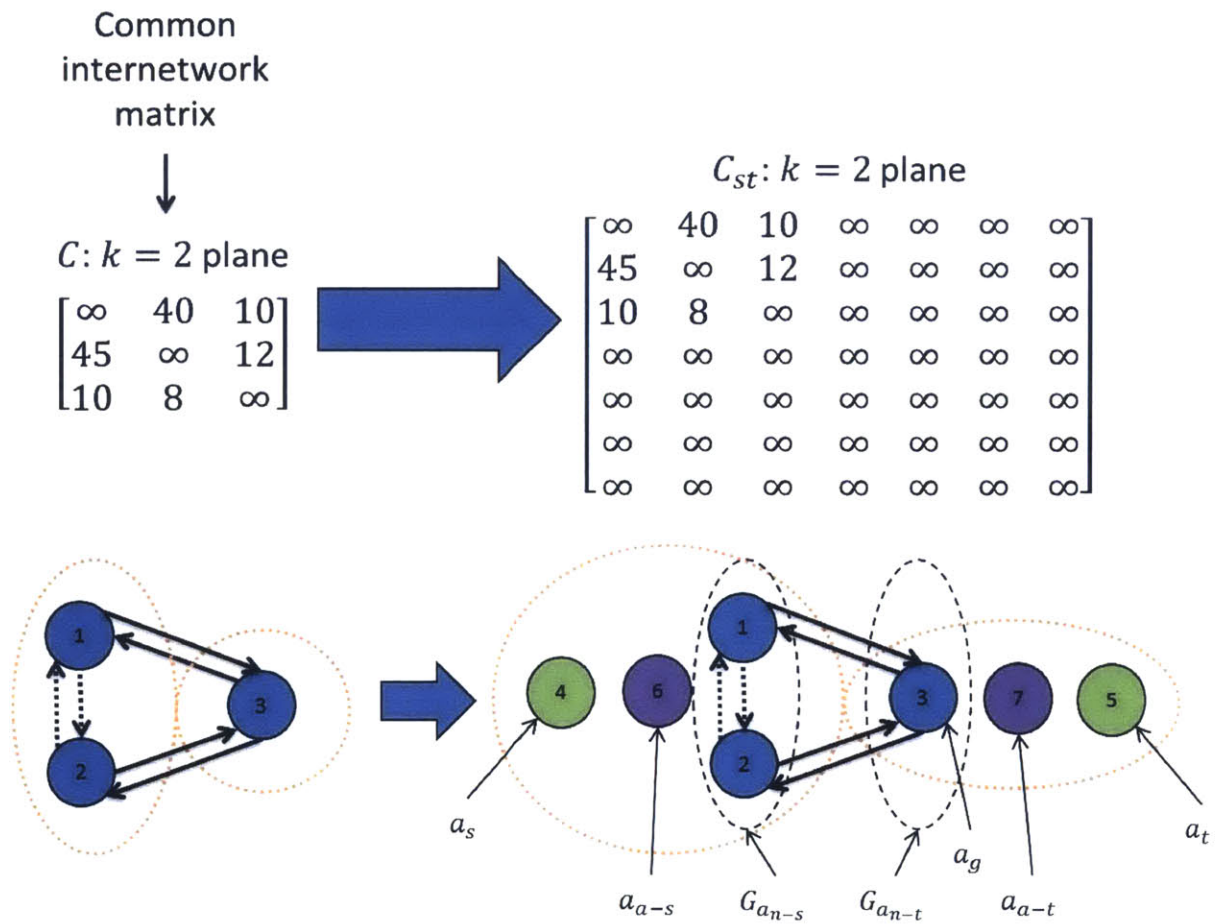 Common
internetwork
matrix
C: k = 2 plane
∞ 40 10
45 ∞ 12
10 8 ∞
C_{st}: k = 2 plane
∞ 40 10 ∞ ∞ ∞ ∞
45 ∞ 12 ∞ ∞ ∞ ∞
10 8 ∞ ∞ ∞ ∞ ∞
∞ ∞ ∞ ∞ ∞ ∞ ∞
∞ ∞ ∞ ∞ ∞ ∞ ∞
∞ ∞ ∞ ∞ ∞ ∞ ∞
∞ ∞ ∞ ∞ ∞ ∞ ∞
1
2
3
4
6
1
2
3
7
5
a_s
a_{a-s}
G_{a_{n-s}}
G_{a_{n-t}}
a_g
a_{a-t}
a_t